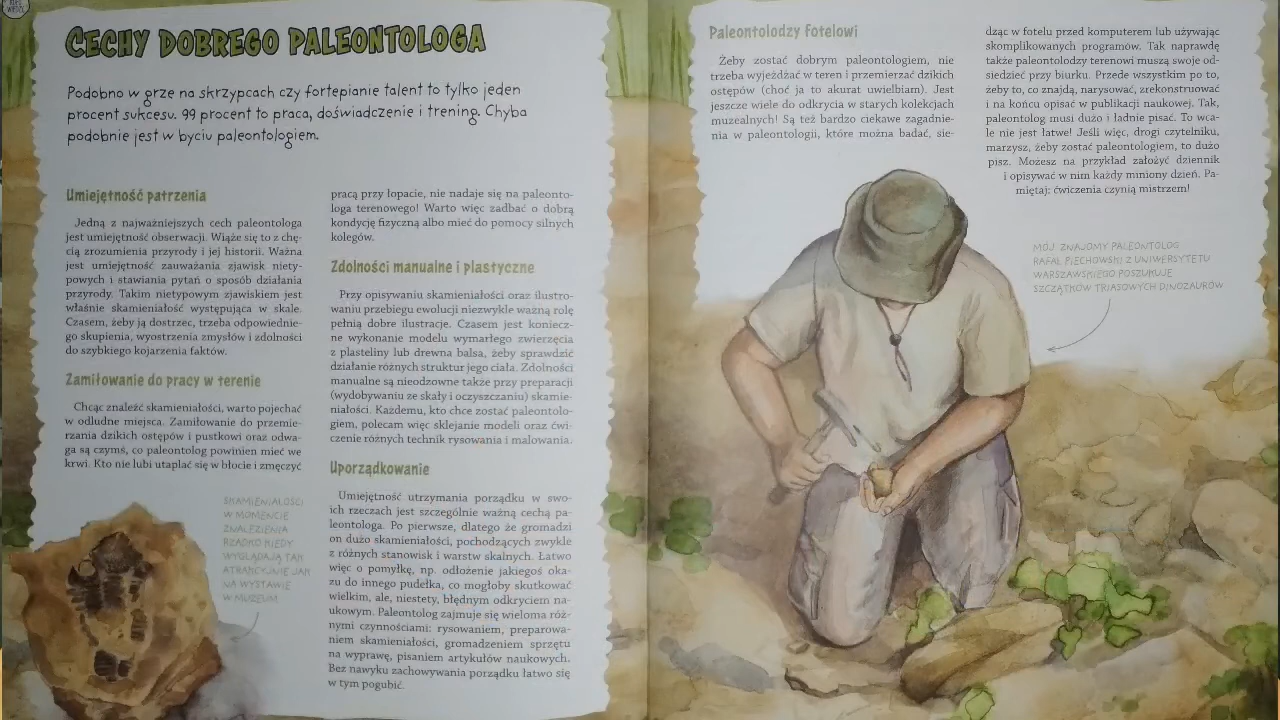 CECHY DOBREGO PALEONTOLOGA
Podobno w grze na skrzypcach czy fortepianie talent to tylko jeden
procent sukcesu. 99 procent to praca, doświadczenie i trening. Chyba
podobnie jest w byciu paleontologiem.
Umiejętność patrzenia
Jedną z najważniejszych cech paleontologa
jest umiejętność obserwacji. Wiąże się to z chę-
cią zrozumienia przyrody i jej historii. Ważna
jest umiejętność zauważania zjawisk niety-
powych i stawiania pytań o sposób działania
przyrody. Takim nietypowym zjawiskiem jest
właśnie skamieniałość występująca w skale.
Czasem, żeby ją dostrzec, trzeba odpowiednie-
go skupienia, wyostrzenia zmysłów i zdolności
do szybkiego kojarzenia faktów.
Zamiłowanie do pracy w terenie
Chcąc znaleźć skamieniałości, warto pojechać
w odludne miejsca. Zamiłowanie do przemie-
rzania dzikich ostępów i pustkowi oraz odwa-
ga są czymś, co paleontolog powinien mieć we
krwi. Kto nie lubi utaplać się w błocie i zmęczyć
SKAMIENIAŁOŚCI
W MOMENCIE
ZNALEZIENIA
RZADKO KIEDY
WYGLĄDAJĄ TAK
ATRAKCYJNIE JAK
NA WYSTAWIE
W MUZEUM
pracą przy łopacie, nie nadaje się na paleonto-
loga terenowego! Warto więc zadbać o dobrą
kondycję fizyczną albo mieć do pomocy silnych
kolegów.
Zdolności manualne i plastyczne
Przy opisywaniu skamieniałości oraz ilustro-
waniu przebiegu ewolucji niezwykle ważną rolę
pełnią dobre ilustracje. Czasem jest koniecz-
ne wykonanie modelu wymarłego zwierzęcia
z plasteliny lub drewna balsa, żeby sprawdzić
działanie różnych struktur jego ciała. Zdolności
manualne są nieodzowne także przy preparacji
(wydobywaniu ze skały i oczyszczaniu) skamie-
niałości. Każdemu, kto chce zostać paleontolo-
giem, polecam więc sklejanie modeli oraz ćwi-
czenie różnych technik rysowania i malowania.
Uporządkowanie
Umiejętność utrzymania porządku w swo-
ich rzeczach jest szczególnie ważną cechą pa-
leontologa. Po pierwsze, dlatego że gromadzi
on dużo skamieniałości, pochodzących zwykle
z różnych stanowisk i warstw skalnych. Łatwo
więc o pomyłkę, np. odłożenie jakiegoś oka-
zu do innego pudełka, co mogłoby skutkować
wielkim, ale, niestety, błędnym odkryciem na-
ukowym. Paleontolog zajmuje się wieloma róż-
nymi czynnościami: rysowaniem, preparowa-
niem skamieniałości, gromadzeniem sprzętu
na wyprawę, pisaniem artykułów naukowych.
Bez nawyku zachowywania porządku łatwo się
w tym pogubić.
Paleontolodzy fotelowi
Żeby zostać dobrym paleontologiem, nie
trzeba wyjeżdżać w teren i przemierzać dzikich
ostępów (choć ja to akurat uwielbiam). Jest
jeszcze wiele do odkrycia w starych kolekcjach
muzealnych! Są też bardzo ciekawe zagadnie-
nia w paleontologii, które można badać, sie-
dząc w fotelu przed komputerem lub używając
skomplikowanych programów. Tak naprawdę
także paleontolodzy terenowi muszą swoje od-
siedzieć przy biurku. Przede wszystkim po to,
żeby to, co znajdą, narysować, zrekonstruować
i na końcu opisać w publikacji naukowej. Tak,
paleontolog musi dużo i ładnie pisać. To wca-
le nie jest łatwe! Jeśli więc, drogi czytelniku,
marzysz, żeby zostać paleontologiem, to dużo
pisz. Możesz na przykład założyć dziennik
i opisywać w nim każdy miniony dzień. Pa-
miętaj: ćwiczenia czynią mistrzem!
MÓJ ZNAJOMY PALEONTOLOG
RAFAŁ PIECHOWSKI Z UNIWERSYTETU
WARSZAWSKIEGO POSZUKUJE
SZCZĄTKÓW TRIASOWYCH DINOZAURÓW